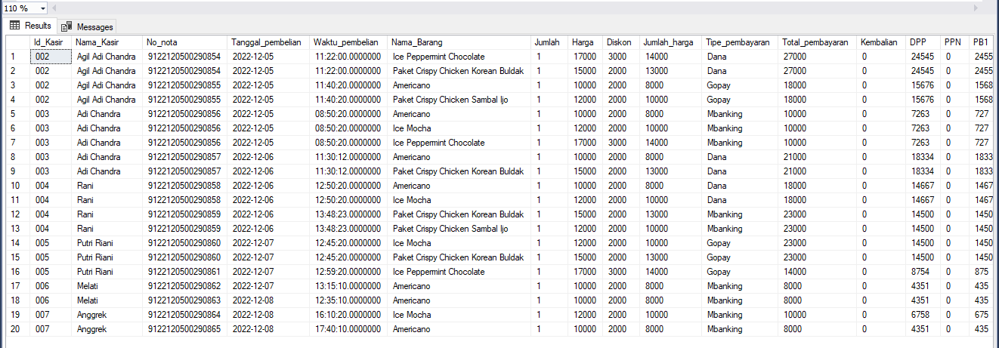 110 %
Results Messages
Id_Kasir Nama_Kasir No_nota Tanggal_pembelian Waktu_pembelian Nama_Barang Jumlah Harga Diskon Jumlah_harga Tipe_pembayaran Total_pembayaran Kembalian DPP PPN PB1
1 002 Agil Adi Chandra 9122120500290854 2022-12-05 11:22:00.0000000 Ice Peppermint Chocolate 1 17000 3000 14000 Dana 27000 0 24545 0 2455
2 002 Agil Adi Chandra 9122120500290854 2022-12-05 11:22:00.0000000 Paket Crispy Chicken Korean Buldak 1 15000 2000 13000 Dana 27000 0 24545 0 2455
3 002 Agil Adi Chandra 9122120500290855 2022-12-05 11:40:20.0000000 Americano 1 10000 2000 8000 Gopay 18000 0 15676 0 1568
4 002 Agil Adi Chandra 9122120500290855 2022-12-05 11:40:20.0000000 Paket Crispy Chicken Sambal Ijo 1 12000 2000 10000 Gopay 18000 0 15676 0 1568
5 003 Adi Chandra 9122120500290856 2022-12-05 08:50:20.0000000 Americano 1 10000 2000 8000 Mbanking 10000 0 7263 0 727
6 003 Adi Chandra 9122120500290856 2022-12-05 08:50:20.0000000 Ice Mocha 1 12000 2000 10000 Mbanking 10000 0 7263 0 727
7 003 Adi Chandra 9122120500290856 2022-12-05 08:50:20.0000000 Ice Peppermint Chocolate 1 17000 3000 14000 Mbanking 10000 0 7263 0 727
8 003 Adi Chandra 9122120500290857 2022-12-06 11:30:12.0000000 Americano 1 10000 2000 8000 Dana 21000 0 18334 0 1833
9 003 Adi Chandra 9122120500290857 2022-12-06 11:30:12.0000000 Paket Crispy Chicken Korean Buldak 1 15000 2000 13000 Dana 21000 0 18334 0 1833
10 004 Rani 9122120500290858 2022-12-06 12:50:20.0000000 Americano 1 10000 2000 8000 Dana 18000 0 14667 0 1467
11 004 Rani 9122120500290858 2022-12-06 12:50:20.0000000 Ice Mocha 1 12000 2000 10000 Dana 18000 0 14667 0 1467
12 004 Rani 9122120500290859 2022-12-06 13:48:23.0000000 Paket Crispy Chicken Korean Buldak 1 15000 2000 13000 Mbanking 23000 0 14500 0 1450
13 004 Rani 9122120500290859 2022-12-06 13:48:23.0000000 Paket Crispy Chicken Sambal Ijo 1 12000 2000 10000 Mbanking 23000 0 14500 0 1450
14 005 Putri Riani 9122120500290860 2022-12-07 12:45:20.0000000 Ice Mocha 1 12000 2000 10000 Gopay 23000 0 14500 0 1450
15 005 Putri Riani 9122120500290860 2022-12-07 12:45:20.0000000 Paket Crispy Chicken Korean Buldak 1 15000 2000 13000 Gopay 23000 0 14500 0 1450
16 005 Putri Riani 9122120500290861 2022-12-07 12:59:20.0000000 Ice Peppermint Chocolate 1 17000 3000 14000 Gopay 14000 0 8754 0 875
17 006 Melati 9122120500290862 2022-12-07 13:15:10.0000000 Americano 1 10000 2000 8000 Mbanking 8000 0 4351 0 435
18 006 Melati 9122120500290863 2022-12-08 12:35:10.0000000 Americano 1 10000 2000 8000 Mbanking 8000 0 4351 0 435
19 007 Anggrek 9122120500290864 2022-12-08 16:10:20.0000000 Ice Mocha 1 12000 2000 10000 Mbanking 10000 0 6758 0 675
20 007 Anggrek 9122120500290865 2022-12-08 17:40:10.0000000 Americano 1 10000 2000 8000 Mbanking 8000 0 4351 0 435